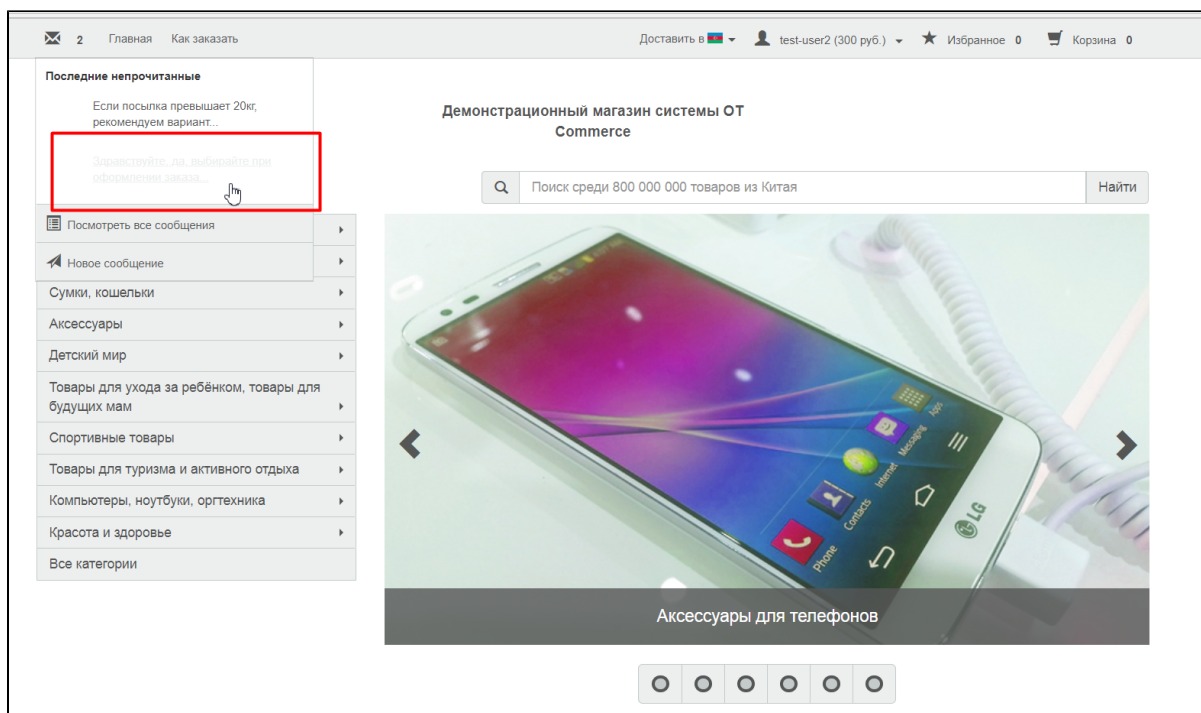 2 Главная Как заказать Доставить в test-user2 (300 руб.) Избранное 0 Корзина 0
Последние непрочитанные
Если посылка превышает 20кг,
рекомендуем вариант...
Здравствуйте, да, выбирайте при
оформлении заказа...
Посмотреть все сообщения
Новое сообщение
Сумки, кошельки
Аксессуары
Детский мир
Товары для ухода за ребёнком, товары для
будущих мам
Спортивные товары
Товары для туризма и активного отдыха
Компьютеры, ноутбуки, оргтехника
Красота и здоровье
Все категории
Демонстрационный магазин системы OT
Commerce
Поиск среди 800 000 000 товаров из Китая Найти
Apps
Messaging
Internet
Contacts
Phone
LG
Аксессуары для телефонов